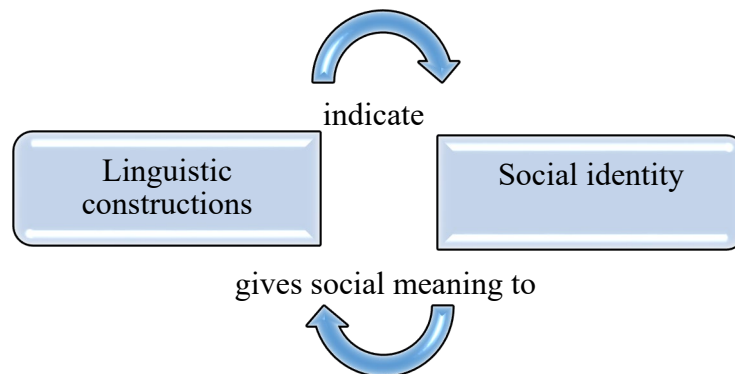 indicate
Linguistic
constructions
Social identity
gives social meaning to